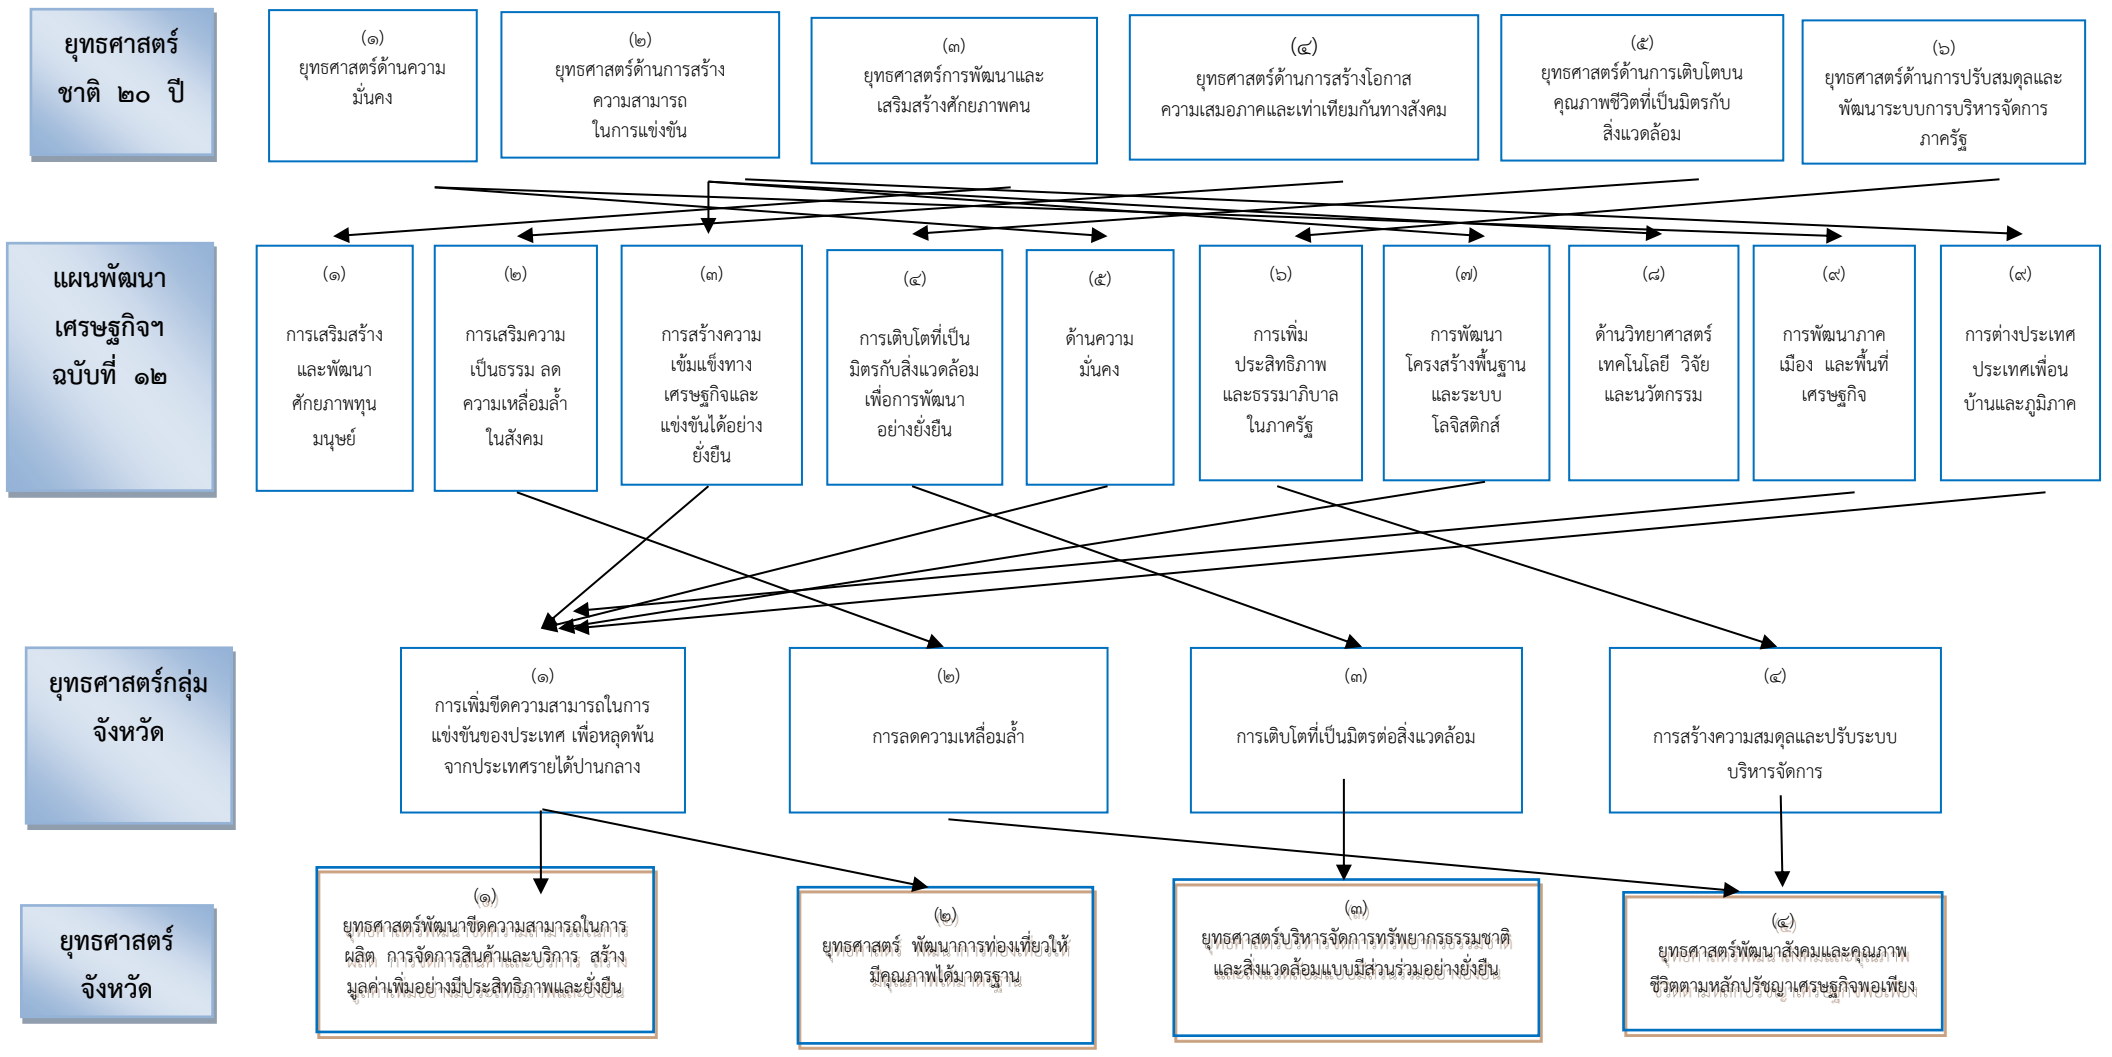 ยุทธศาสตร์
ชาติ ๒๐ ปี
(๑)
ยุทธศาสตร์ด้านความ
มั่นคง
(๒)
ยุทธศาสตร์ด้านการสร้าง
ความสามารถ
ในการแข่งขัน
(๓)
ยุทธศาสตร์การพัฒนาและ
เสริมสร้างศักยภาพคน
(๔)
ยุทธศาสตร์ด้านการสร้างโอกาส
ความเสมอภาคและเท่าเทียมกันทางสังคม
(๕)
ยุทธศาสตร์ด้านการเติบโตบน
คุณภาพชีวิตที่เป็นมิตรกับ
สิ่งแวดล้อม
(๖)
ยุทธศาสตร์ด้านการปรับสมดุลและ
พัฒนาระบบการบริหารจัดการ
ภาครัฐ
แผนพัฒนา
เศรษฐกิจฯ
ฉบับที่ ๑๒
(๑)
การเสริมสร้าง
และพัฒนา
ศักยภาพทุน
มนุษย์
(๒)
การเสริมความ
เป็นธรรม ลด
ความเหลื่อมล้ำ
ในสังคม
(๓)
การสร้างความ
เข้มแข็งทาง
เศรษฐกิจและ
แข่งขันได้อย่าง
ยั่งยืน
(๔)
การเติบโตที่เป็น
มิตรกับสิ่งแวดล้อม
เพื่อการพัฒนา
อย่างยั่งยืน
(๕)
ด้านความ
มั่นคง
(๖)
การเพิ่ม
ประสิทธิภาพ
และธรรมาภิบาล
ในภาครัฐ
(๗)
การพัฒนา
โครงสร้างพื้นฐาน
และระบบ
โลจิสติกส์
(๘)
ด้านวิทยาศาสตร์
เทคโนโลยี วิจัย
และนวัตกรรม
(๙)
การพัฒนาภาค
เมือง และพื้นที่
เศรษฐกิจ
(๙)
การต่างประเทศ
ประเทศเพื่อน
บ้านและภูมิภาค
ยุทธศาสตร์กลุ่ม
จังหวัด
(๑)
การเพิ่มขีดความสามารถในการ
แข่งขันของประเทศ เพื่อหลุดพ้น
จากประเทศรายได้ปานกลาง
(๒)
การลดความเหลื่อมล้ำ
(๓)
การเติบโตที่เป็นมิตรต่อสิ่งแวดล้อม
(๔)
การสร้างความสมดุลและปรับระบบ
บริหารจัดการ
ยุทธศาสตร์
จังหวัด
(๑)
ยุทธศาสตร์พัฒนาขีดความสามารถในการ
ผลิต การจัดการสินค้าและบริการ สร้าง
มูลค่าเพิ่มอย่างมีประสิทธิภาพและยั่งยืน
(๒)
ยุทธศาสตร์ พัฒนาการท่องเที่ยวให้
มีคุณภาพได้มาตรฐาน
(๓)
ยุทธศาสตร์บริหารจัดการทรัพยากรธรรมชาติ
และสิ่งแวดล้อมแบบมีส่วนร่วมอย่างยั่งยืน
(๔)
ยุทธศาสตร์พัฒนาสังคมและคุณภาพ
ชีวิตตามหลักปรัชญาเศรษฐกิจพอเพียง